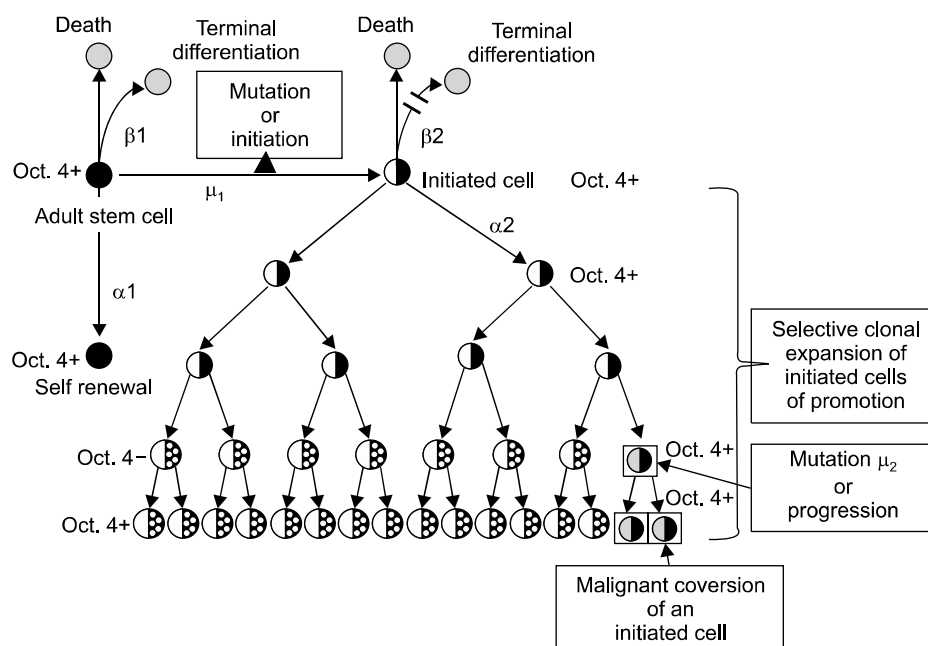 Death
Terminal
differentiation
Death
Terminal
differentiation
Mutation
or
initiation
β1
β2
Oct. 4+
μ1
Initiated cell
Oct. 4+
Adult stem cell
α2
α1
Oct. 4+
Oct. 4+
Self renewal
Selective clonal
expansion of
initiated cells
of promotion
Oct. 4−
Oct. 4+
Mutation μ2
or
progression
Oct. 4+
Oct. 4+
Malignant coversion
of an
initiated cell